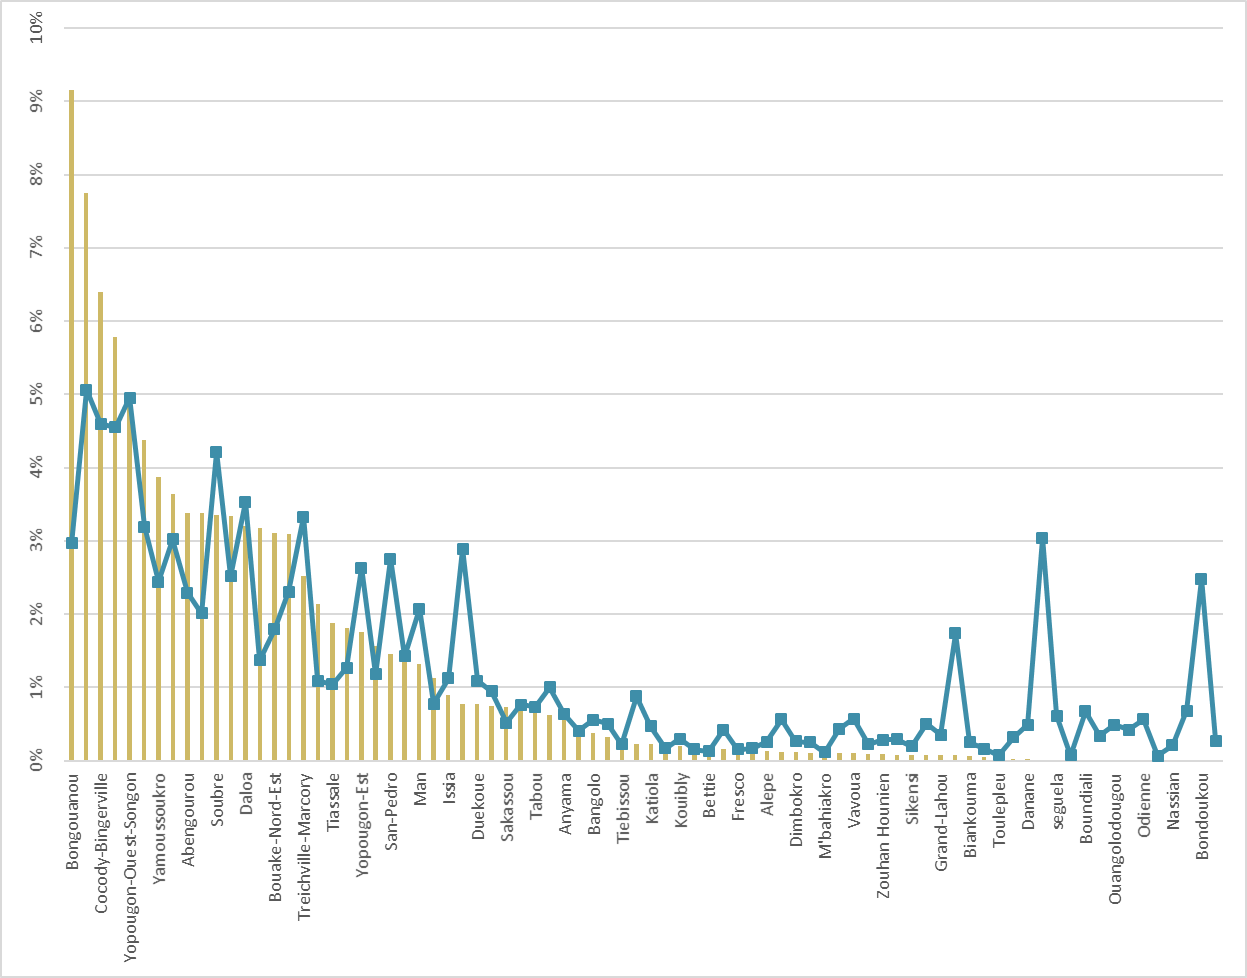 10%
9%
8%
7%
6%
5%
4%
3%
2%
1%
0%
Bongouanou
Cocody-Bingerville
Yopougon-Ouest-Songon
Yamoussoukro
Abengourou
Soubre
Daloa
Bouake-Nord-Est
Treichville-Marcory
Tiassale
Yopougon-Est
San-Pedro
Man
Issia
Duekoue
Sakassou
Tabou
Anyama
Bangolo
Tiebissou
Katiola
Kouibly
Bettie
Fresco
Alepe
Dimbokro
M'bahiakro
Vavoua
Zouhan Hounien
Sikensi
Grand-Lahou
Biankouma
Toulepleu
Danane
seguela
Boundiali
Ouangolodougou
Odienne
Nassian
Bondoukou